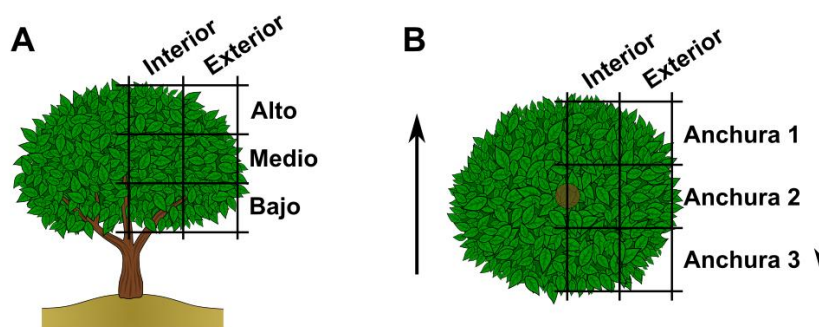 A
Interior
Exterior
Alto
Medio
Bajo
B
Interior
Exterior
Anchura 1
Anchura 2
Anchura 3